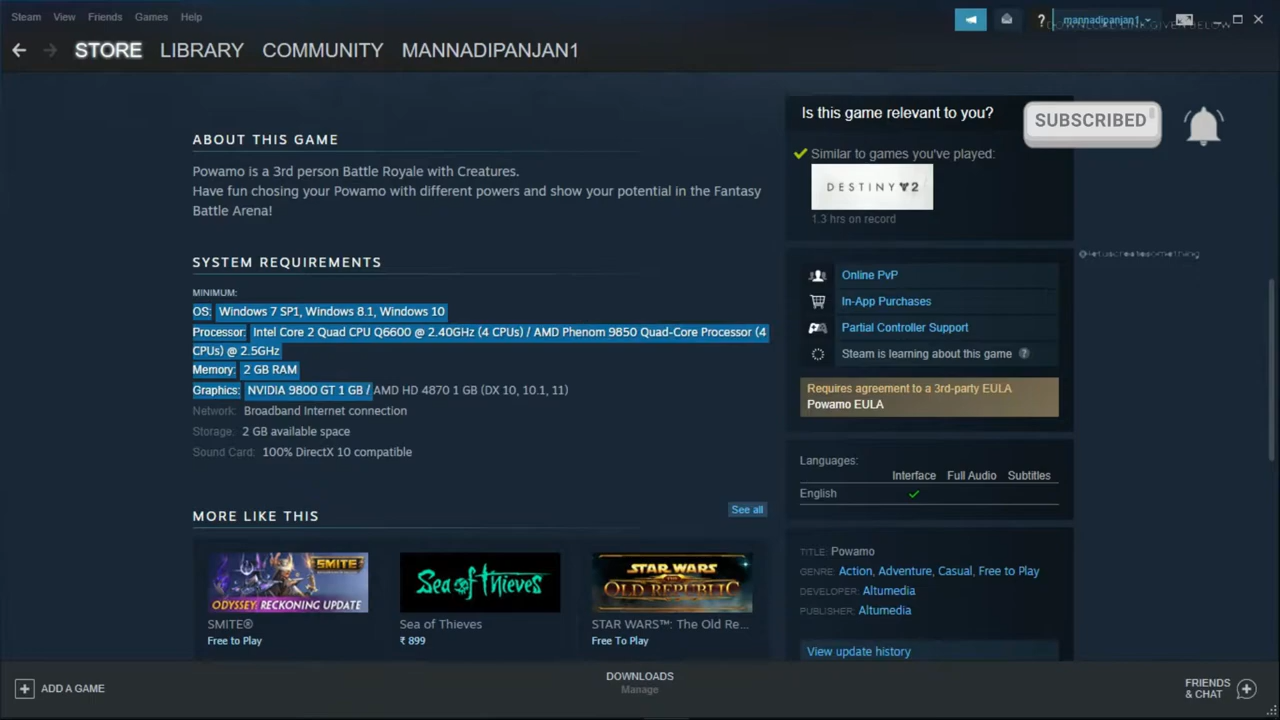 Steam View Friends Games Help
? mannadipanjan1
DOWNLOAD LINK GIVEN BELOW
STORE LIBRARY COMMUNITY MANNADIPANJAN1
ABOUT THIS GAME
Powamo is a 3rd person Battle Royale with Creatures.
Have fun chosing your Powamo with different powers and show your potential in the Fantasy
Battle Arena!
SYSTEM REQUIREMENTS
MINIMUM:
OS: Windows 7 SP1, Windows 8.1, Windows 10
Processor: Intel Core 2 Quad CPU Q6600 @ 2.40GHz (4 CPUs) / AMD Phenom 9850 Quad-Core Processor (4
CPUs) @ 2.5GHz
Memory: 2 GB RAM
Graphics: NVIDIA 9800 GT 1 GB / AMD HD 4870 1 GB (DX 10, 10.1, 11)
Network: Broadband Internet connection
Storage: 2 GB available space
Sound Card: 100% DirectX 10 compatible
MORE LIKE THIS
See all
SMITE
ODYSSEY: RECKONING UPDATE
SMITE®
Free to Play
Sea of Thieves
Sea of Thieves
₹ 899
STAR WARS
THE OLD REPUBLIC
STAR WARS™: The Old Re...
Free To Play
Is this game relevant to you?
SUBSCRIBED
Similar to games you've played:
DESTINY 2
1.3 hrs on record
@letuscreatesomething
Online PvP
In-App Purchases
Partial Controller Support
Steam is learning about this game ?
Requires agreement to a 3rd-party EULA
Powamo EULA
Languages:
Interface Full Audio Subtitles
English
TITLE: Powamo
GENRE: Action, Adventure, Casual, Free to Play
DEVELOPER: Altumedia
PUBLISHER: Altumedia
View update history
ADD A GAME
DOWNLOADS
Manage
FRIENDS
& CHAT